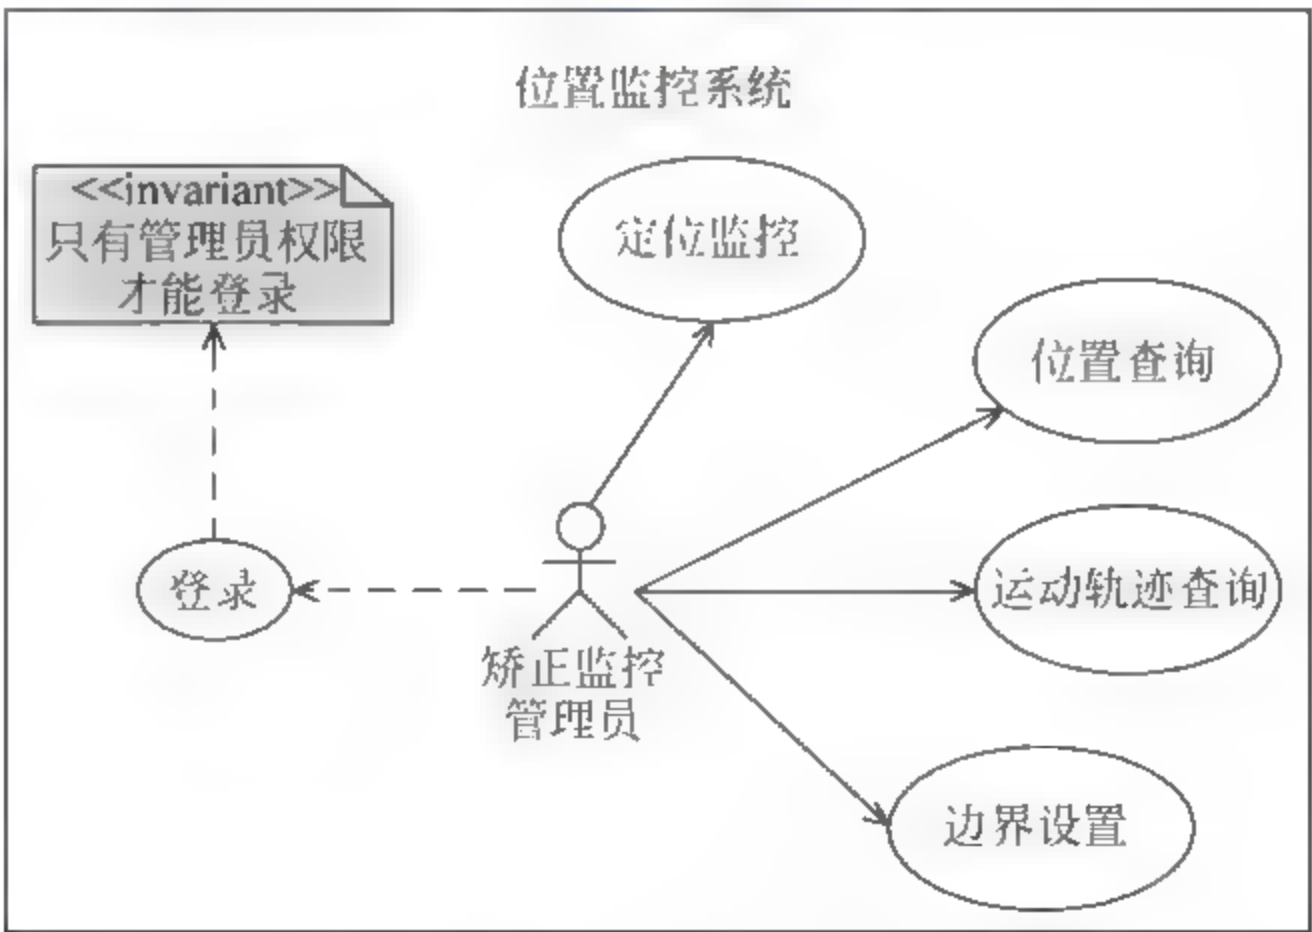 位置监控系统
<<invariant>>
只有管理员权限
才能登录
定位监控
位置查询
登录
运动轨迹查询
矫正监控
管理员
边界设置